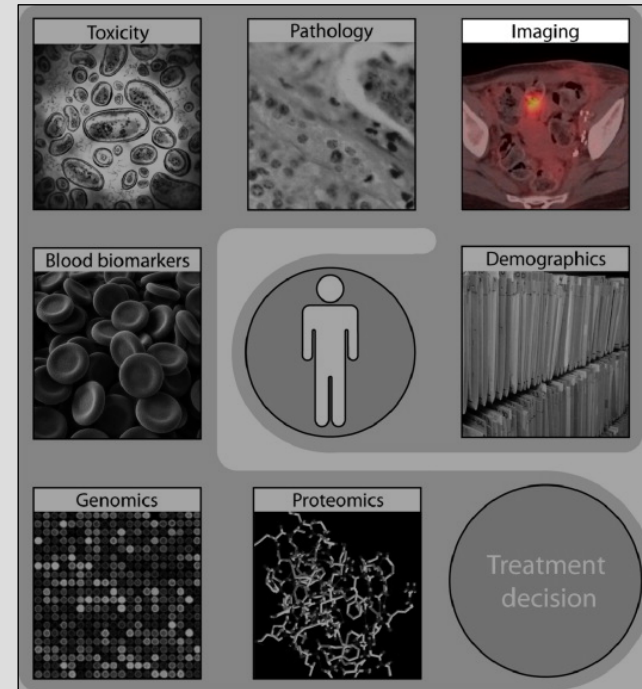 Toxicity
Pathology
Imaging
Blood biomarkers
Demographics
Genomics
Proteomics
Treatment
decision